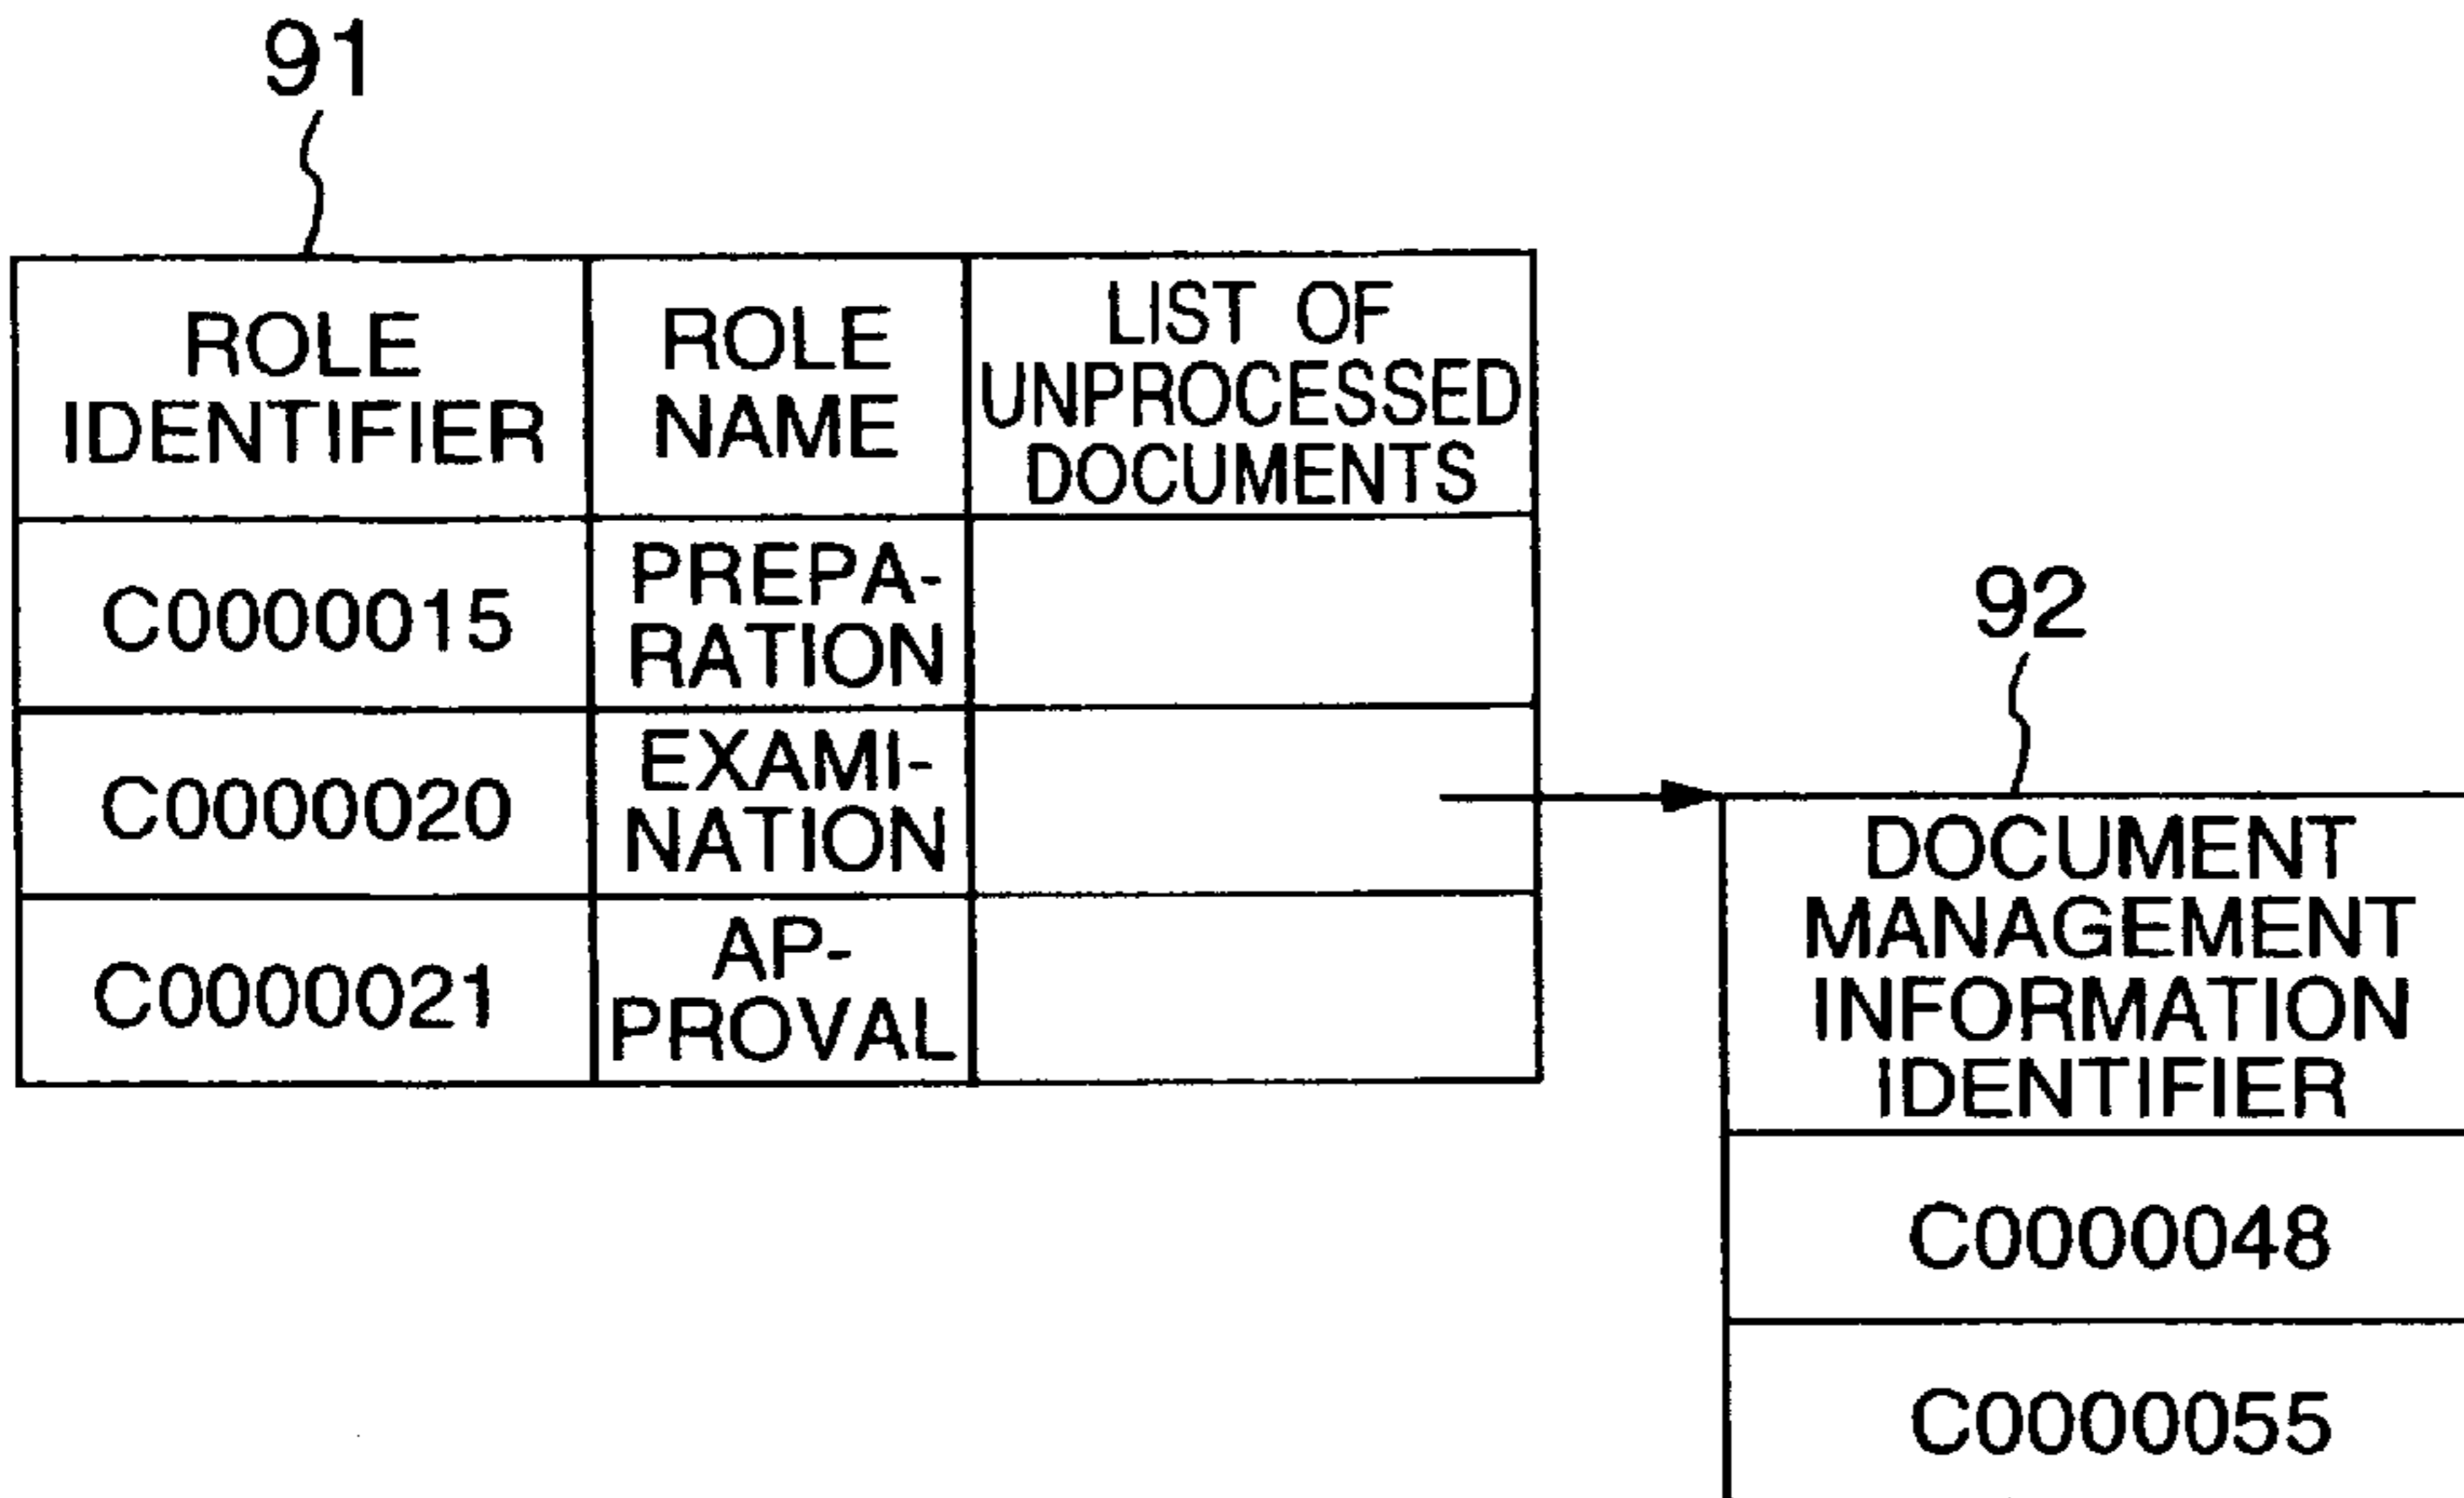 91
ROLE
IDENTIFIER
ROLE
NAME
LIST OF
UNPROCESSED
DOCUMENTS
C0000015
PREPA-
RATION
C0000020
EXAMI-
NATION
C0000021
AP-
PROVAL
92
DOCUMENT
MANAGEMENT
INFORMATION
IDENTIFIER
C0000048
C0000055